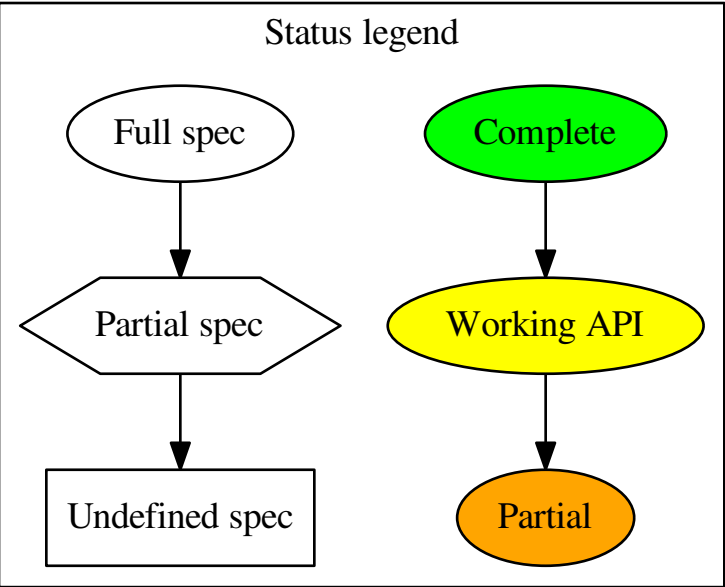 Status legend
Full spec
Complete
Partial spec
Working API
Undefined spec
Partial